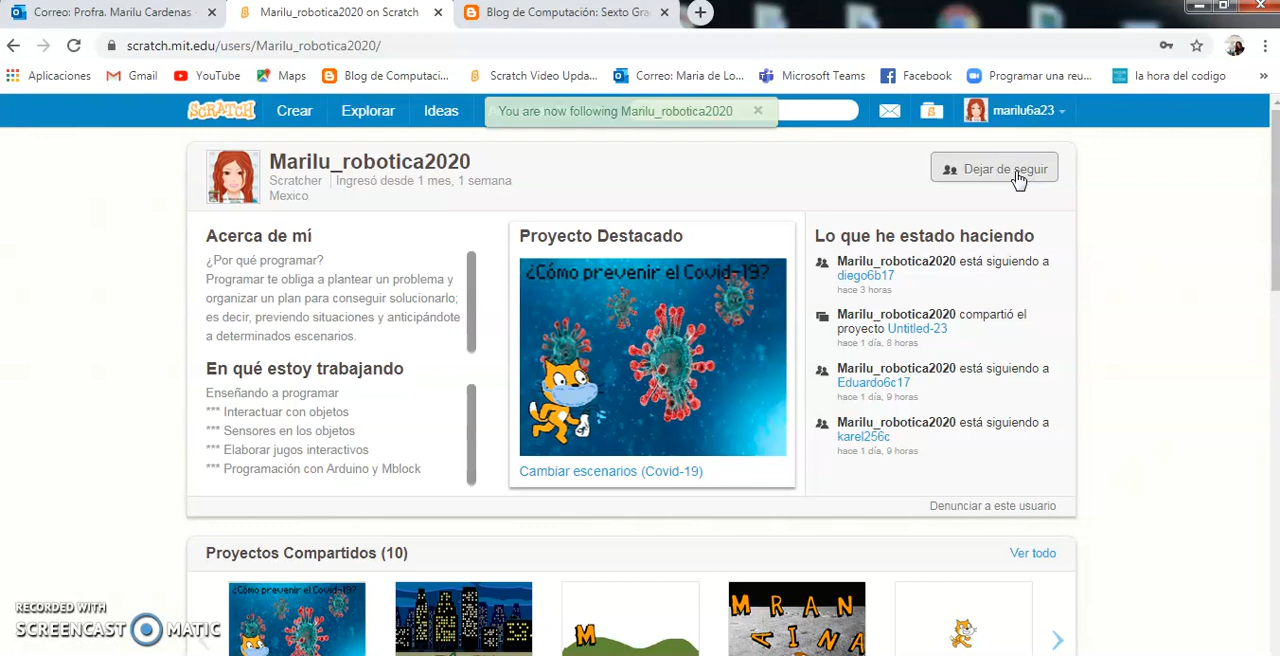 Correo: Profra. Marilu Cardenas
Marilu_robotica2020 on Scratch
Blog de Computación: Sexto Gra
scratch.mit.edu/users/Marilu_robotica2020/
Aplicaciones
Gmail
YouTube
Maps
Blog de Computaci...
Scratch Video Upda...
Correo: Maria de Lo...
Microsoft Teams
Facebook
Programar una reu...
la hora del codigo
»
SCRATCH
Crear
Explorar
Ideas
You are now following Marilu_robotica2020
marilu6a23
Marilu_robotica2020
Scratcher
Ingresó desde 1 mes, 1 semana
Mexico
Dejar de seguir
Acerca de mí
¿Por qué programar?
Programar te obliga a plantear un problema y
organizar un plan para conseguir solucionarlo;
es decir, previendo situaciones y anticipándote
a determinados escenarios.
En qué estoy trabajando
Enseñando a programar
*** Interactuar con objetos
*** Sensores en los objetos
*** Elaborar jugos interactivos
*** Programación con Arduino y Mblock
Proyecto Destacado
¿Cómo prevenir el Covid-19?
Cambiar escenarios (Covid-19)
Lo que he estado haciendo
Marilu_robotica2020 está siguiendo a
diego6b17
hace 3 horas
Marilu_robotica2020 compartió el
proyecto Untitled-23
hace 1 día, 8 horas
Marilu_robotica2020 está siguiendo a
Eduardo6c17
hace 1 día, 9 horas
Marilu_robotica2020 está siguiendo a
karel256c
hace 1 día, 9 horas
Denunciar a este usuario
Proyectos Compartidos (10)
Ver todo
¿Cómo prevenir el Covid-19?
M
M R A N
A I N A
RECORDED WITH
SCREENCAST MATIC